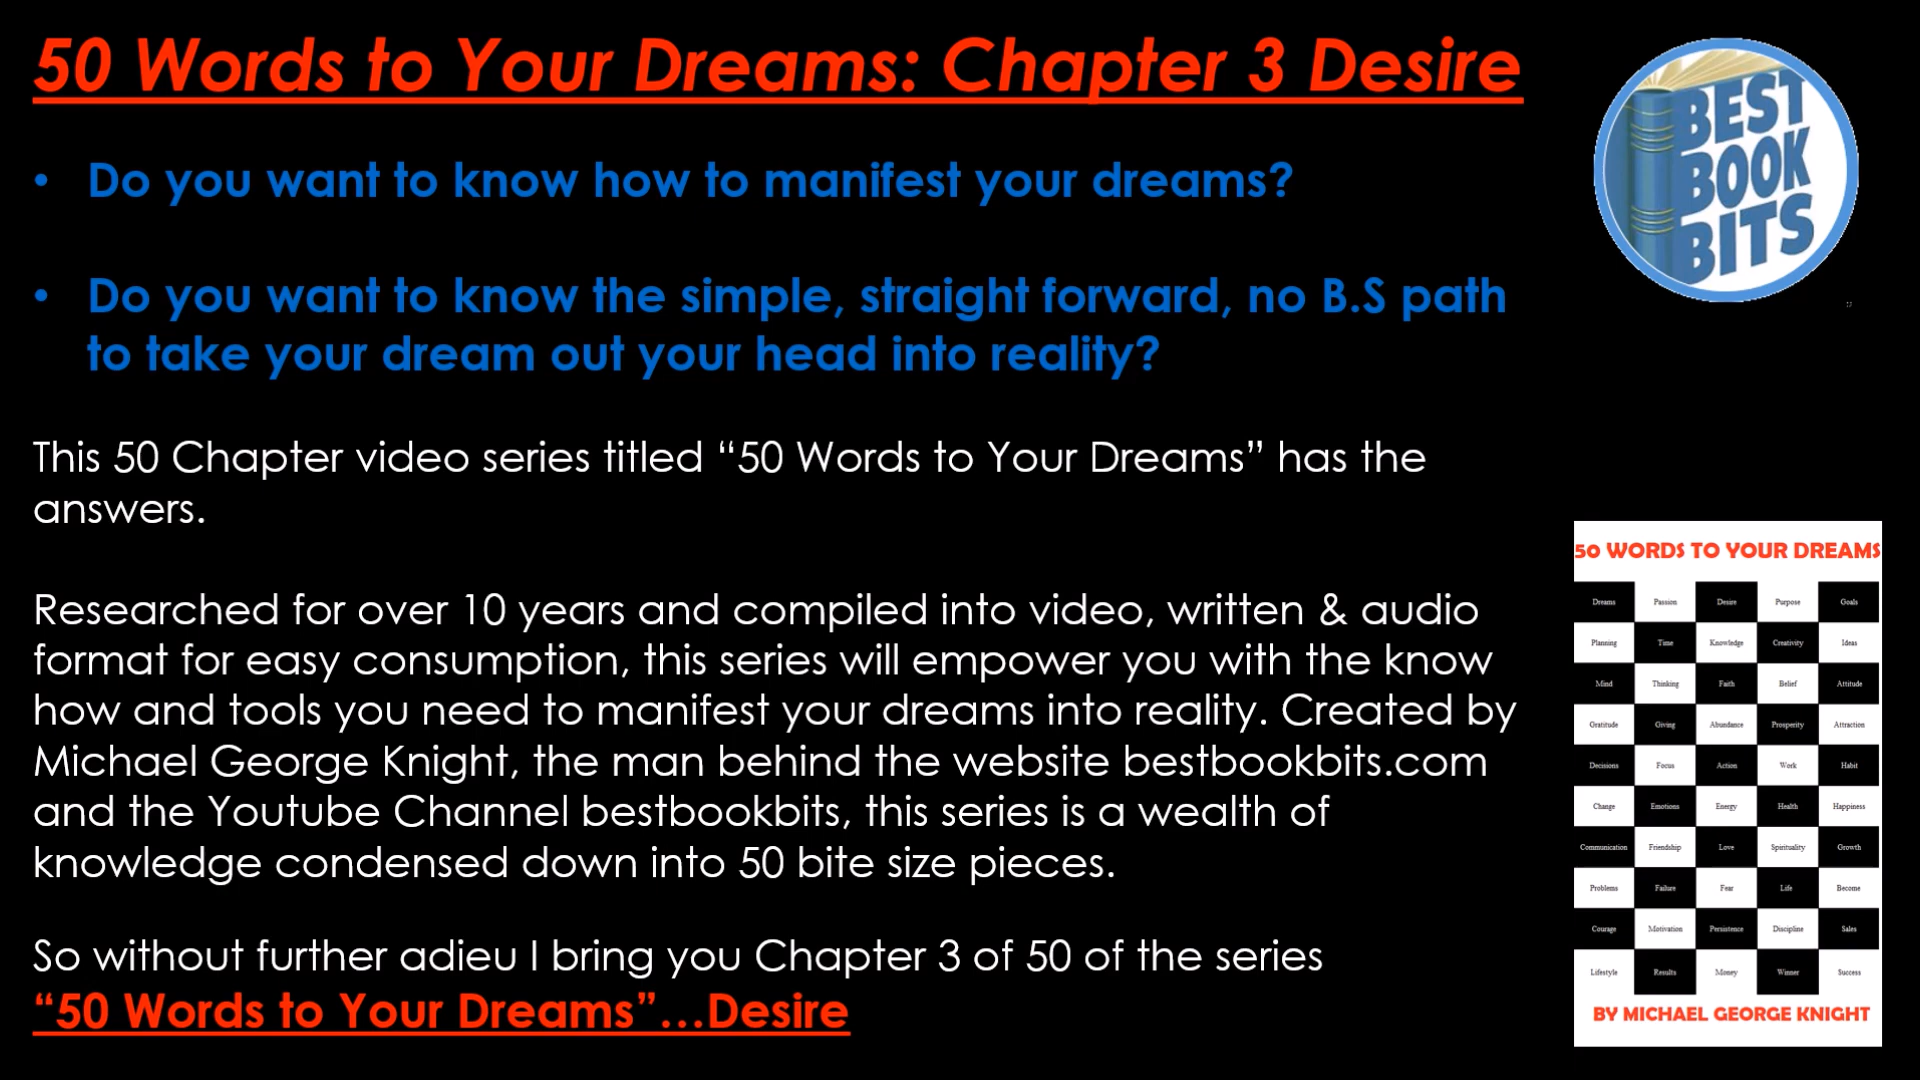 50 Words to Your Dreams: Chapter 3 Desire
• Do you want to know how to manifest your dreams?
• Do you want to know the simple, straight forward, no B.S path
to take your dream out your head into reality?
This 50 Chapter video series titled “50 Words to Your Dreams” has the
answers.
Researched for over 10 years and compiled into video, written & audio
format for easy consumption, this series will empower you with the know
how and tools you need to manifest your dreams into reality. Created by
Michael George Knight, the man behind the website bestbookbits.com
and the Youtube Channel bestbookbits, this series is a wealth of
knowledge condensed down into 50 bite size pieces.
So without further adieu I bring you Chapter 3 of 50 of the series
“50 Words to Your Dreams”…Desire
BEST
BOOK
BITS
50 WORDS TO YOUR DREAMS
Dreams Passion Desire Purpose Goals
Planning Time Knowledge Creativity Ideas
Mind Thinking Faith Belief Attitude
Gratitude Giving Abundance Prosperity Attraction
Decisions Focus Action Work Habit
Change Emotions Energy Health Happiness
Communication Friendship Love Spirituality Growth
Problems Failure Fear Life Become
Courage Motivation Persistence Discipline Sales
Lifestyle Results Money Winner Success
BY MICHAEL GEORGE KNIGHT